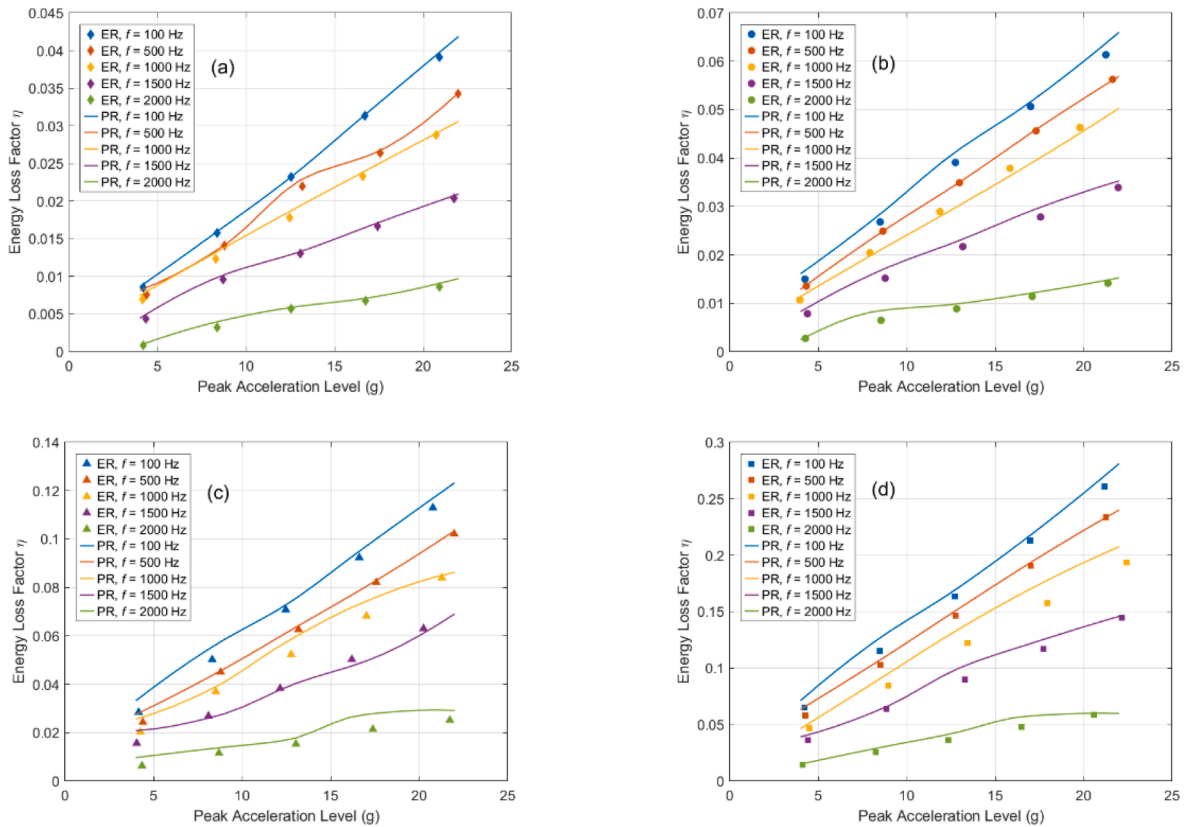 0.045
0.04
0.035
0.03
0.025
0.02
0.015
0.01
0.005
0
Energy Loss Factor η
ER, f = 100 Hz
ER, f = 500 Hz
ER, f = 1000 Hz
ER, f = 1500 Hz
ER, f = 2000 Hz
PR, f = 100 Hz
PR, f = 500 Hz
PR, f = 1000 Hz
PR, f = 1500 Hz
PR, f = 2000 Hz
(a)
0 5 10 15 20 25
Peak Acceleration Level (g)
0.07
0.06
0.05
0.04
0.03
0.02
0.01
0
Energy Loss Factor η
ER, f = 100 Hz
ER, f = 500 Hz
ER, f = 1000 Hz
ER, f = 1500 Hz
ER, f = 2000 Hz
PR, f = 100 Hz
PR, f = 500 Hz
PR, f = 1000 Hz
PR, f = 1500 Hz
PR, f = 2000 Hz
(b)
0 5 10 15 20 25
Peak Acceleration Level (g)
0.14
0.12
0.1
0.08
0.06
0.04
0.02
0
Energy Loss Factor η
ER, f = 100 Hz
ER, f = 500 Hz
ER, f = 1000 Hz
ER, f = 1500 Hz
ER, f = 2000 Hz
PR, f = 100 Hz
PR, f = 500 Hz
PR, f = 1000 Hz
PR, f = 1500 Hz
PR, f = 2000 Hz
(c)
0 5 10 15 20 25
Peak Acceleration Level (g)
0.3
0.25
0.2
0.15
0.1
0.05
0
Energy Loss Factor η
ER, f = 100 Hz
ER, f = 500 Hz
ER, f = 1000 Hz
ER, f = 1500 Hz
ER, f = 2000 Hz
PR, f = 100 Hz
PR, f = 500 Hz
PR, f = 1000 Hz
PR, f = 1500 Hz
PR, f = 2000 Hz
(d)
0 5 10 15 20 25
Peak Acceleration Level (g)